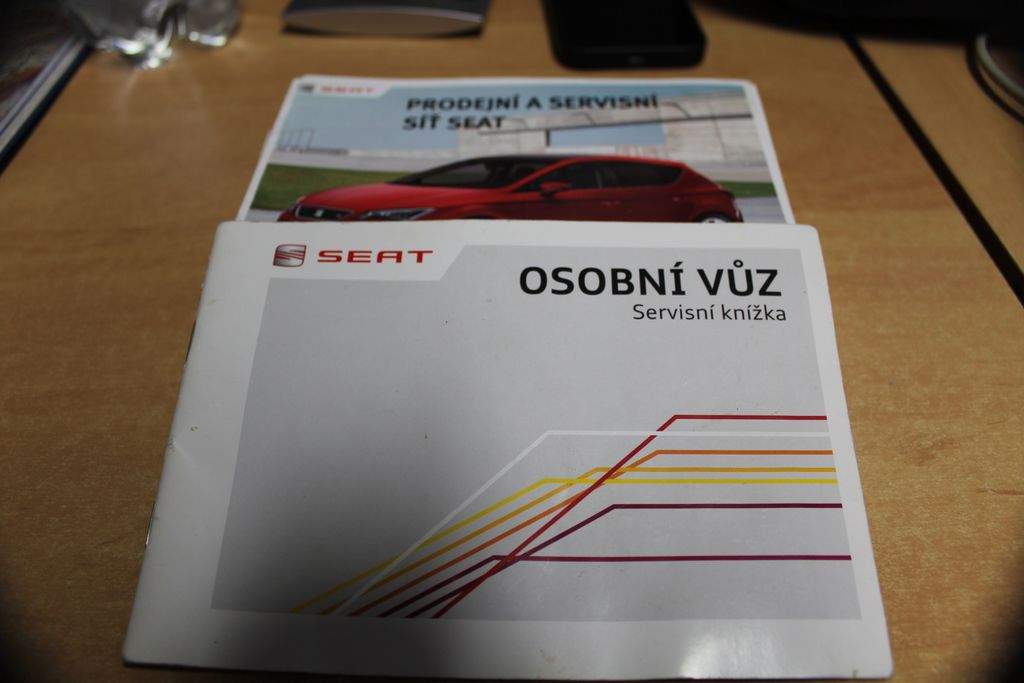 SEAT
PRODEJNÍ A SERVISNÍ
SÍŤ SEAT
SEAT
OSOBNÍ VŮZ
Servisní knížka